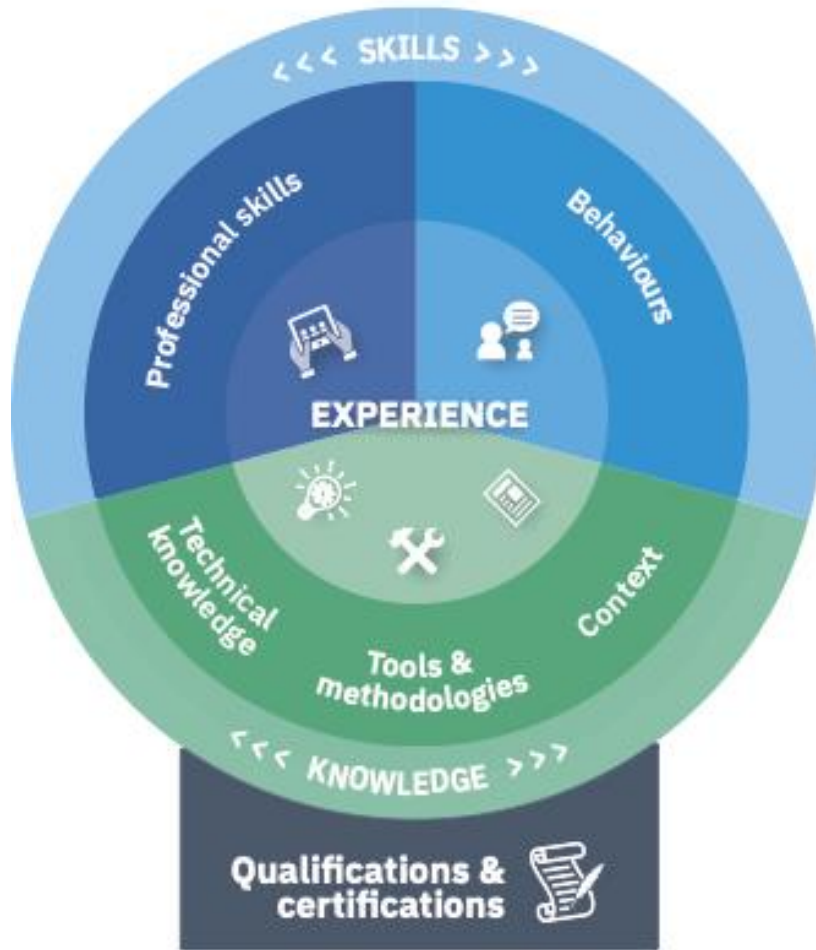 <<< SKILLS >>>
Professional skills
Behaviours
EXPERIENCE
Technical
knowledge
Tools &
methodologies
Context
<<< KNOWLEDGE >>>
Qualifications &
certifications